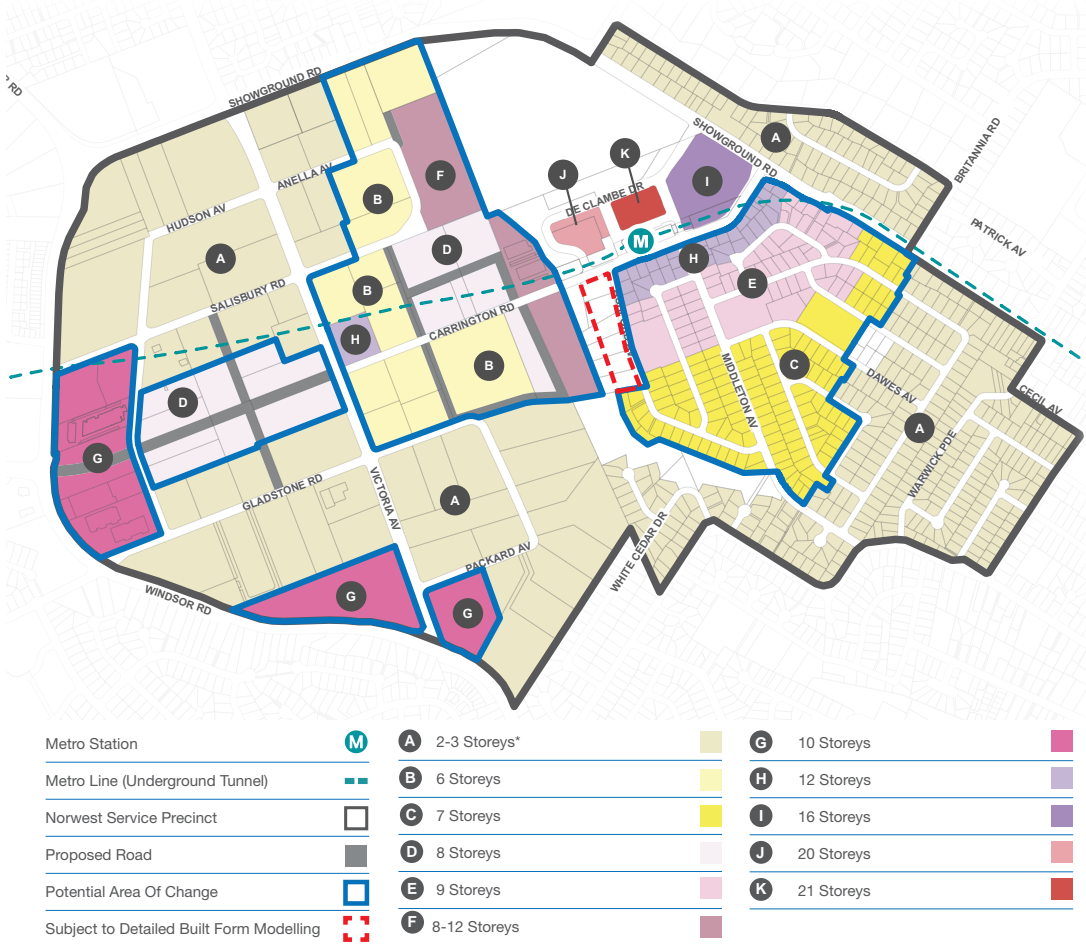 SHOWGROUND RD
SHOWGROUND RD
BRITANNIA RD
A
K
J
I
F
ANELLA AV
B
DE CLAMBE DR
HUDSON AV
PATRICK AV
M
D
A
H
E
SALISBURY RD
B
CARRINGTON RD
H
B
C
MIDDLETON AV
DAWES AV
CECIL AV
D
A
G
WARWICK PDE
GLADSTONE RD
VICTORIA AV
A
PACKARD AV
WHITE CEDAR DR
WINDSOR RD
G
G
Metro Station M
Metro Line (Underground Tunnel)
Norwest Service Precinct
Proposed Road
Potential Area Of Change
Subject to Detailed Built Form Modelling
A 2-3 Storeys*
B 6 Storeys
C 7 Storeys
D 8 Storeys
E 9 Storeys
F 8-12 Storeys
G 10 Storeys
H 12 Storeys
I 16 Storeys
J 20 Storeys
K 21 Storeys